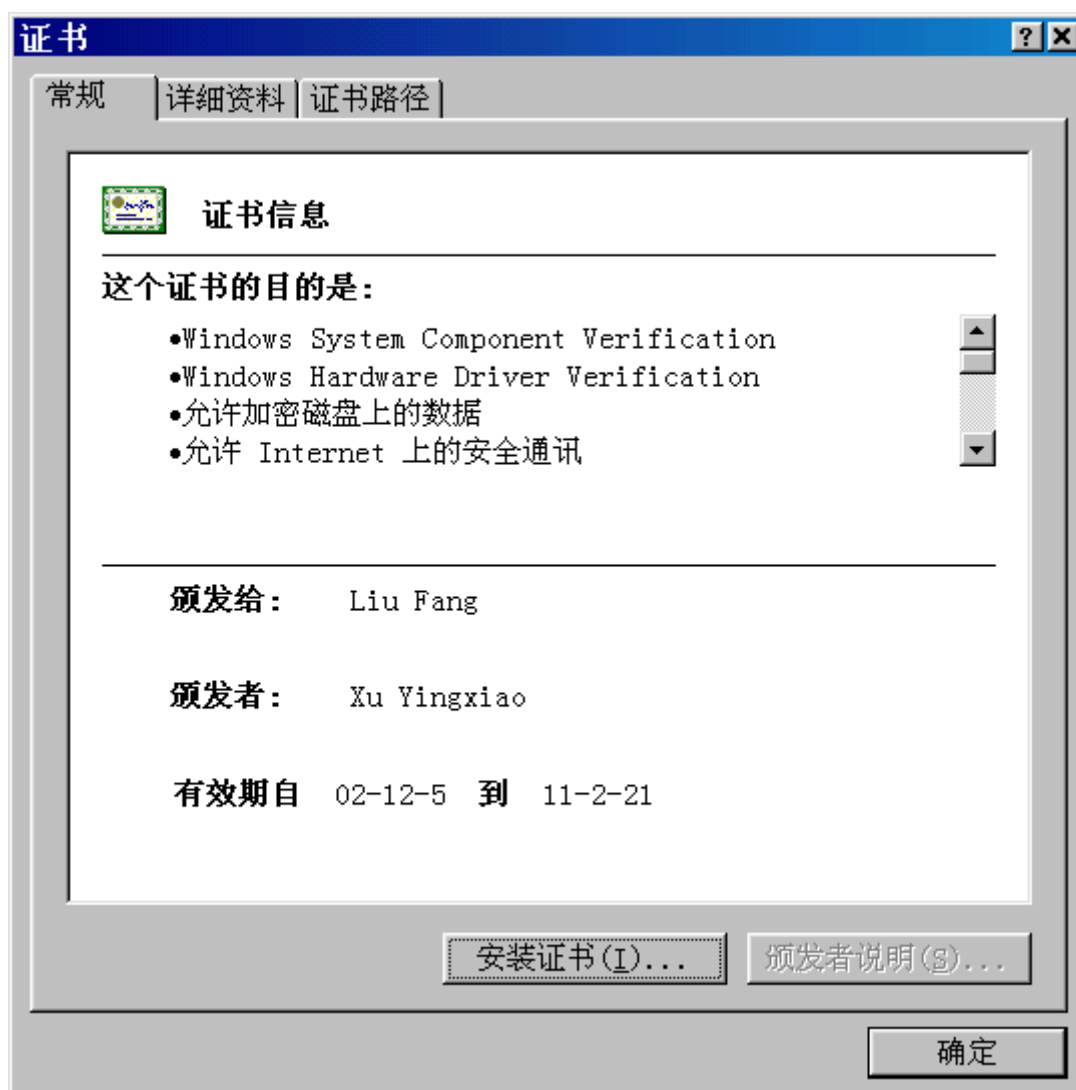 证书
常规 详细资料 证书路径
证书信息
这个证书的目的是:
•Windows System Component Verification
•Windows Hardware Driver Verification
•允许加密磁盘上的数据
•允许 Internet 上的安全通讯
颁发给: Liu Fang
颁发者: Xu Yingxiao
有效期自 02-12-5 到 11-2-21
安装证书(I)... 颁发者说明(S)...
确定